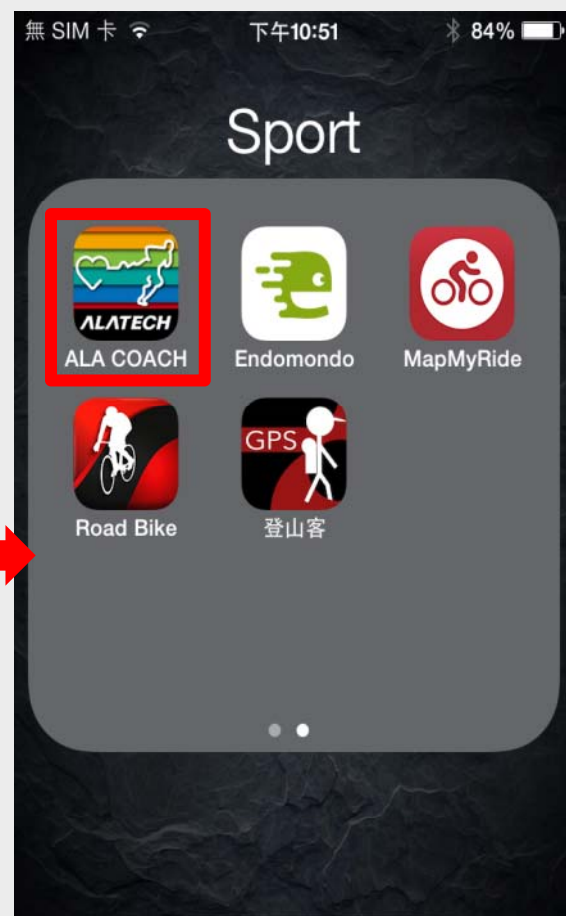 無 SIM 卡 下午10:51 84%
Sport
ALATECH
GPS
ALA COACH Endomondo MapMyRide
Road Bike 登山客